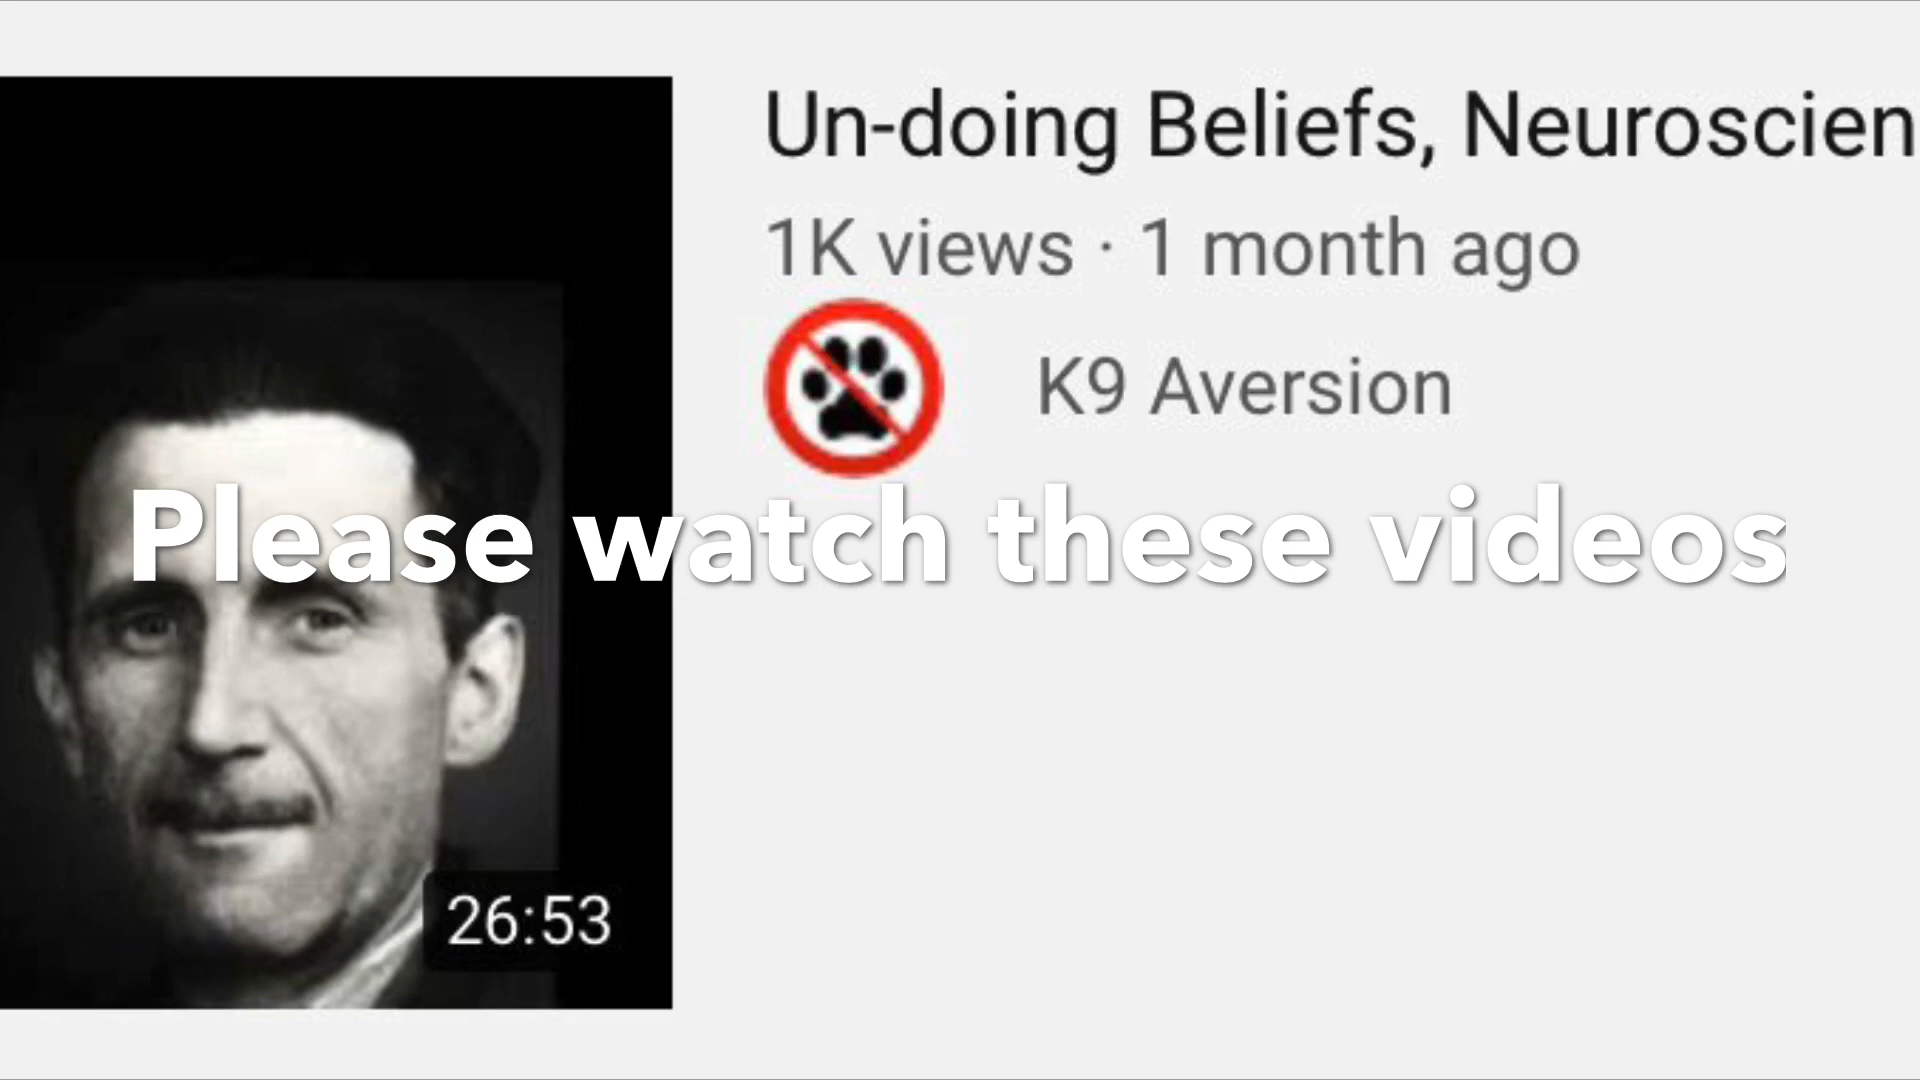 Un-doing Beliefs, Neuroscien
1K views · 1 month ago
K9 Aversion
Please watch these videos
26:53